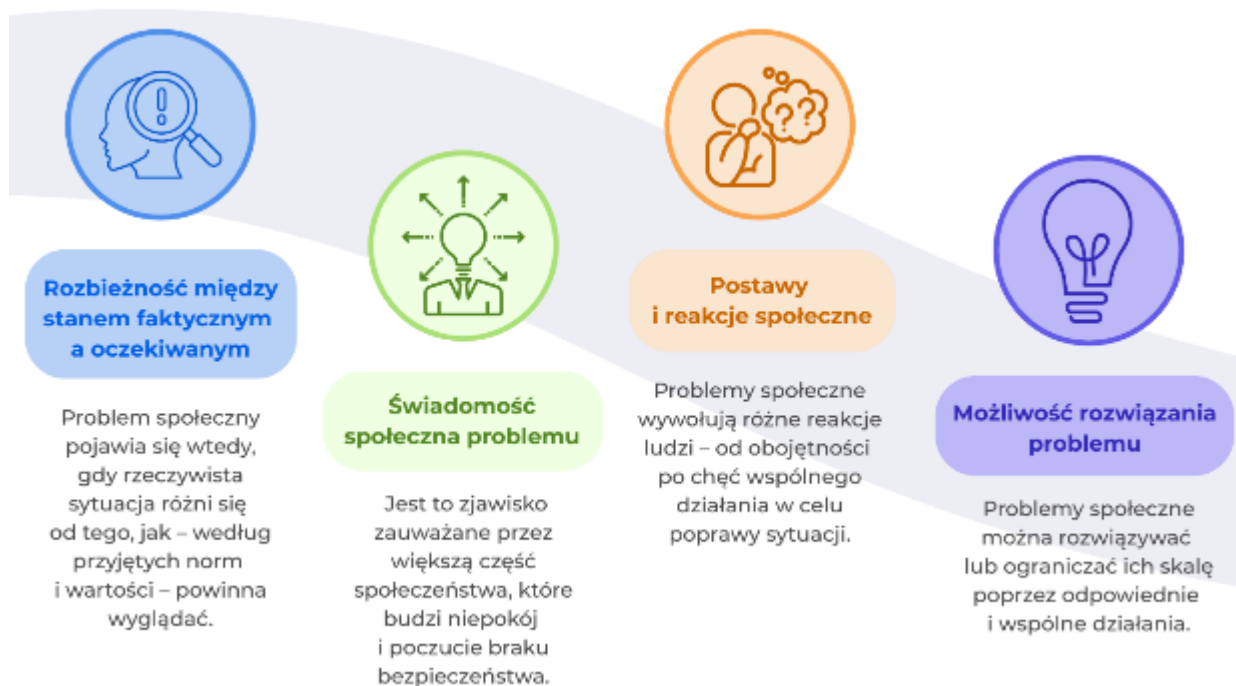 Rozbieżność między
stanem faktycznym
a oczekiwanym
Problem społeczny
pojawia się wtedy,
gdy rzeczywista
sytuacja różni się
od tego, jak – według
przyjętych norm
i wartości – powinna
wyglądać.
Świadomość
społeczna problemu
Jest to zjawisko
zauważane przez
większą część
społeczeństwa, które
budzi niepokój
i poczucie braku
bezpieczeństwa.
Postawy
i reakcje społeczne
Problemy społeczne
wywołują różne reakcje
ludzi – od obojętności
po chęć wspólnego
działania w celu
poprawy sytuacji.
Możliwość rozwiązania
problemu
Problemy społeczne
można rozwiązywać
lub ograniczać ich skalę
poprzez odpowiednie
i wspólne działania.